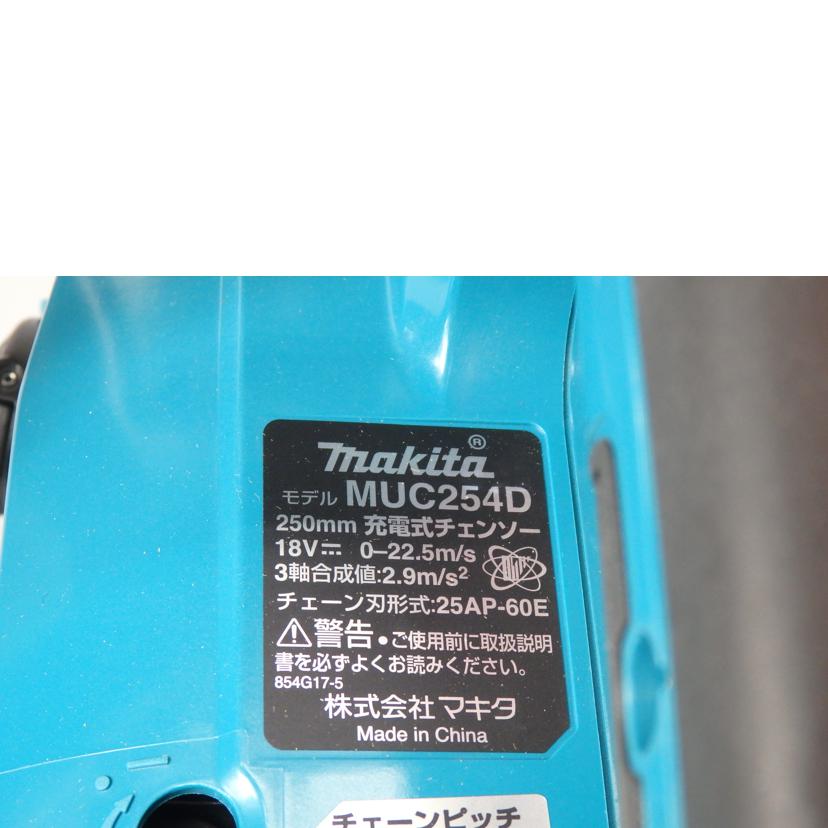 makita®
モデル MUC254D
250mm 充電式チェンソー
18V⎓ 0–22.5m/s
3軸合成値:2.9m/s²
チェーン刃形式:25AP-60E
⚠警告・ご使用前に取扱説明
書を必ずよくお読みください。
854G17-5
株式会社マキタ
Made in China
チェーンピッチ